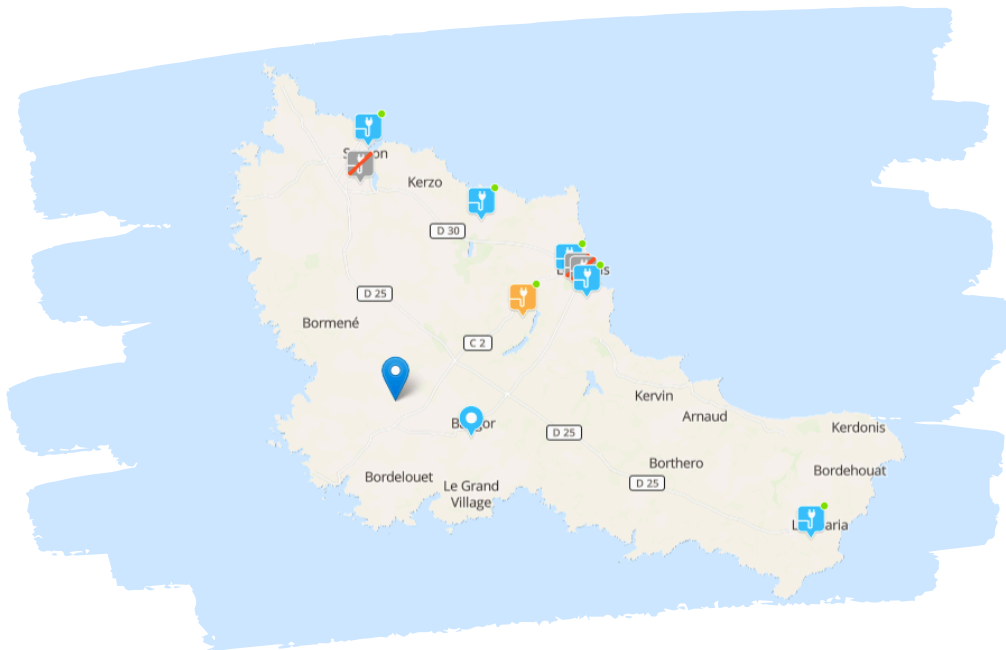 Kerzo
D 30
D 25
Bormené
C 2
Kervin
Arnaud
Kerdonis
D 25
Borthero
Bordehouat
Bordelouet
Le Grand
Village
D 25